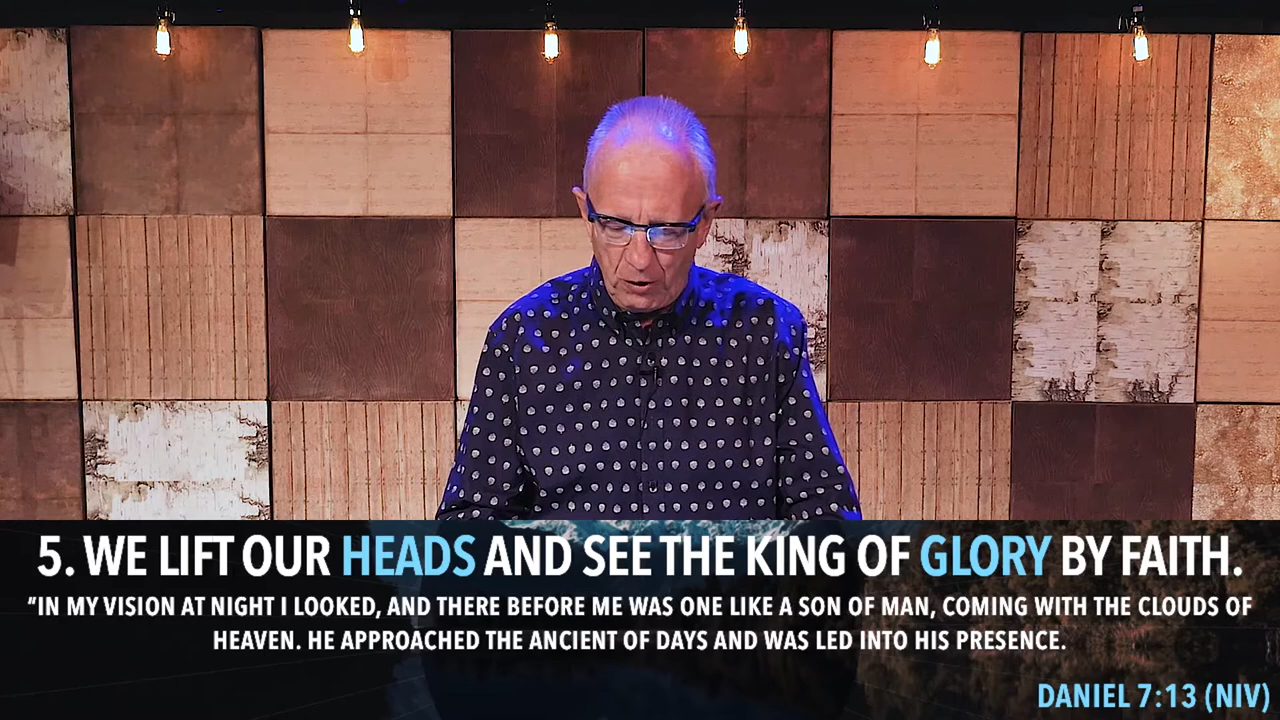 5. WE LIFT OUR HEADS AND SEE THE KING OF GLORY BY FAITH.
"IN MY VISION AT NIGHT I LOOKED, AND THERE BEFORE ME WAS ONE LIKE A SON OF MAN, COMING WITH THE CLOUDS OF
HEAVEN. HE APPROACHED THE ANCIENT OF DAYS AND WAS LED INTO HIS PRESENCE.
DANIEL 7:13 (NIV)